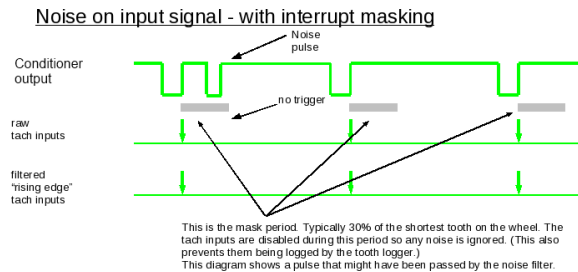 Noise on input signal - with interrupt masking
Noise
pulse
Conditioner
output
no trigger
raw
tach inputs
filtered
"rising edge"
tach inputs
This is the mask period. Typically 30% of the shortest tooth on the wheel. The
tach inputs are disabled during this period so any noise is ignored. (This also
prevents them being logged by the tooth logger.)
This diagram shows a pulse that might have been passed by the noise filter.